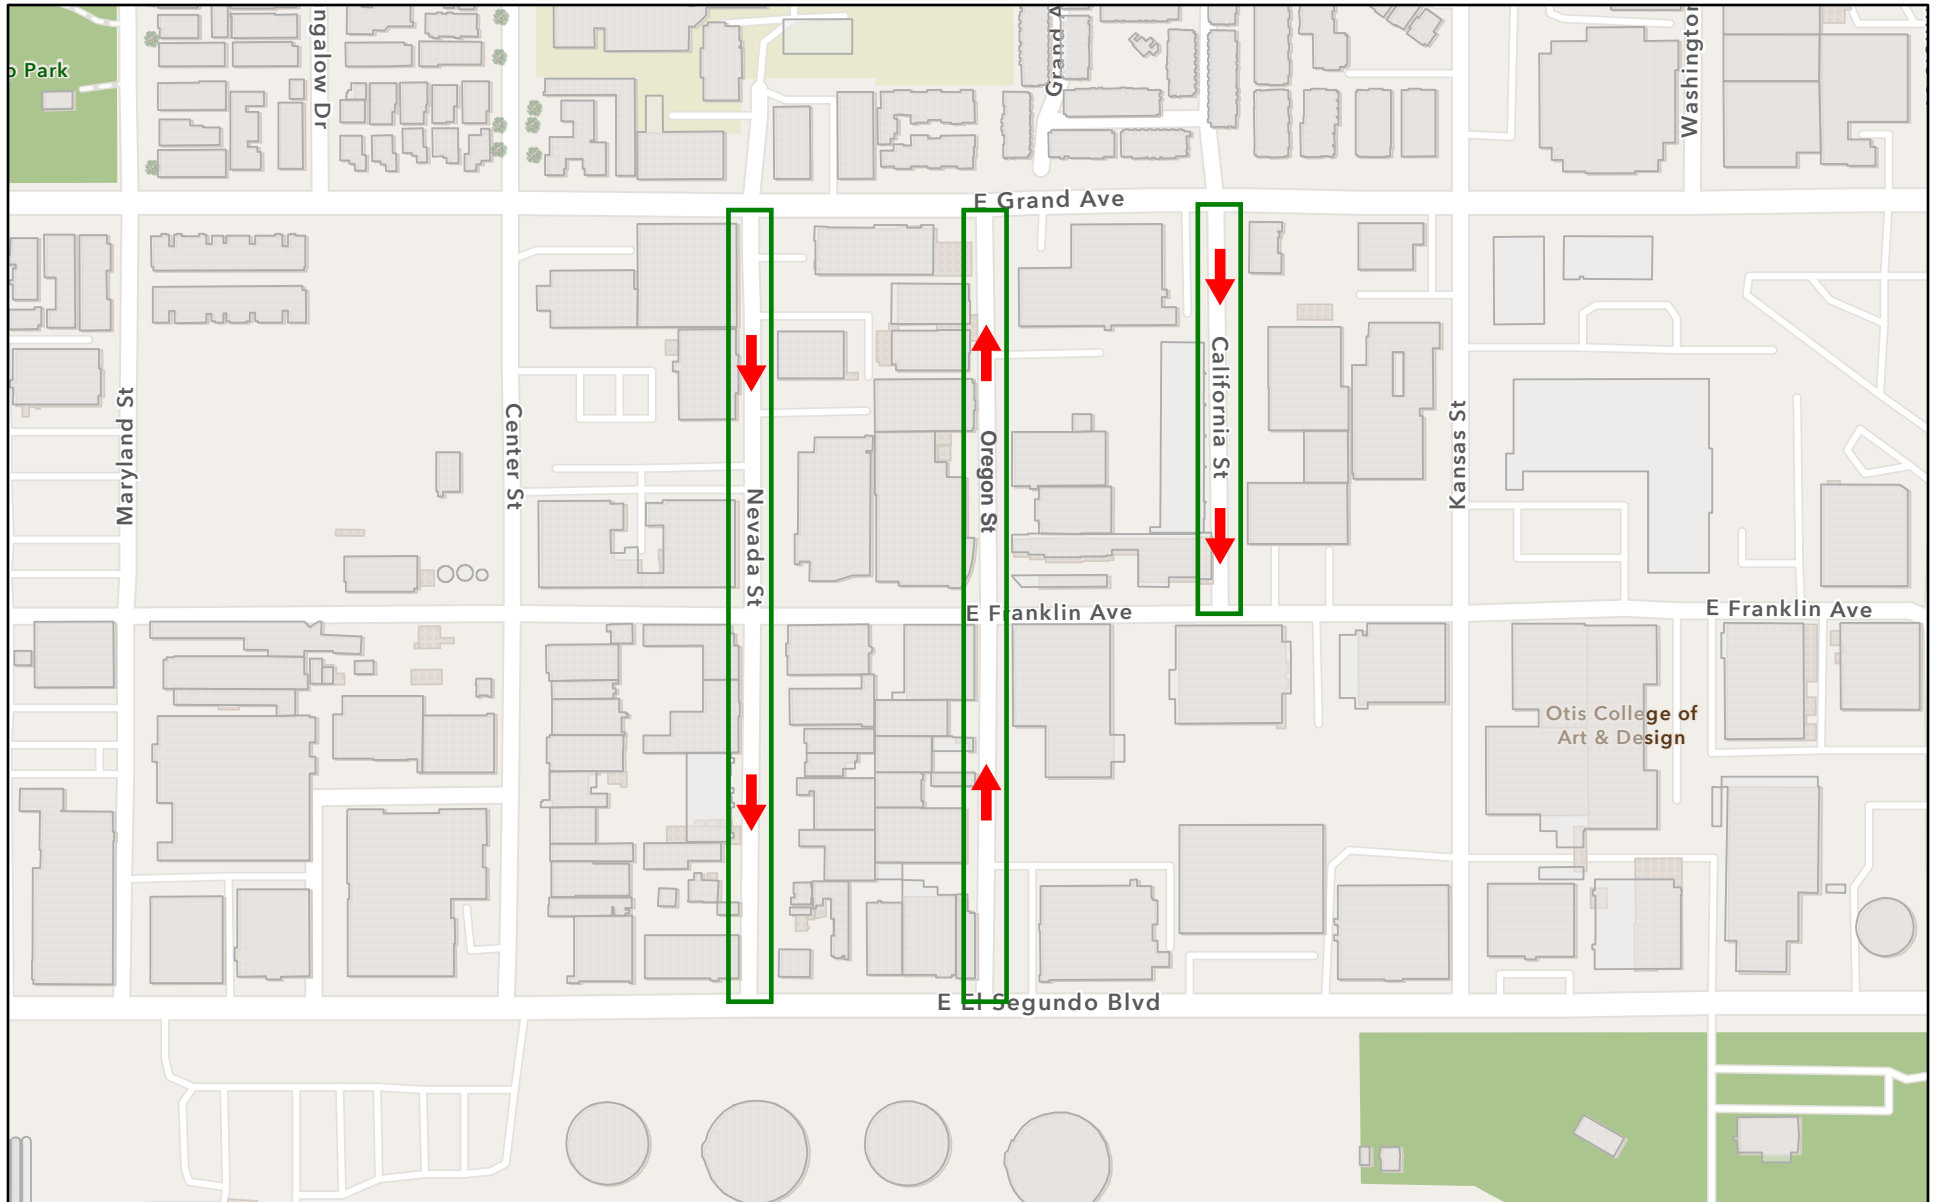 ngalow Dr
Grand A
Washington
o Park
E Grand Ave
Maryland St
Center St
Nevada St
Oregon St
California St
Kansas St
E Franklin Ave
E Franklin Ave
Otis College of
Art & Design
E El Segundo Blvd